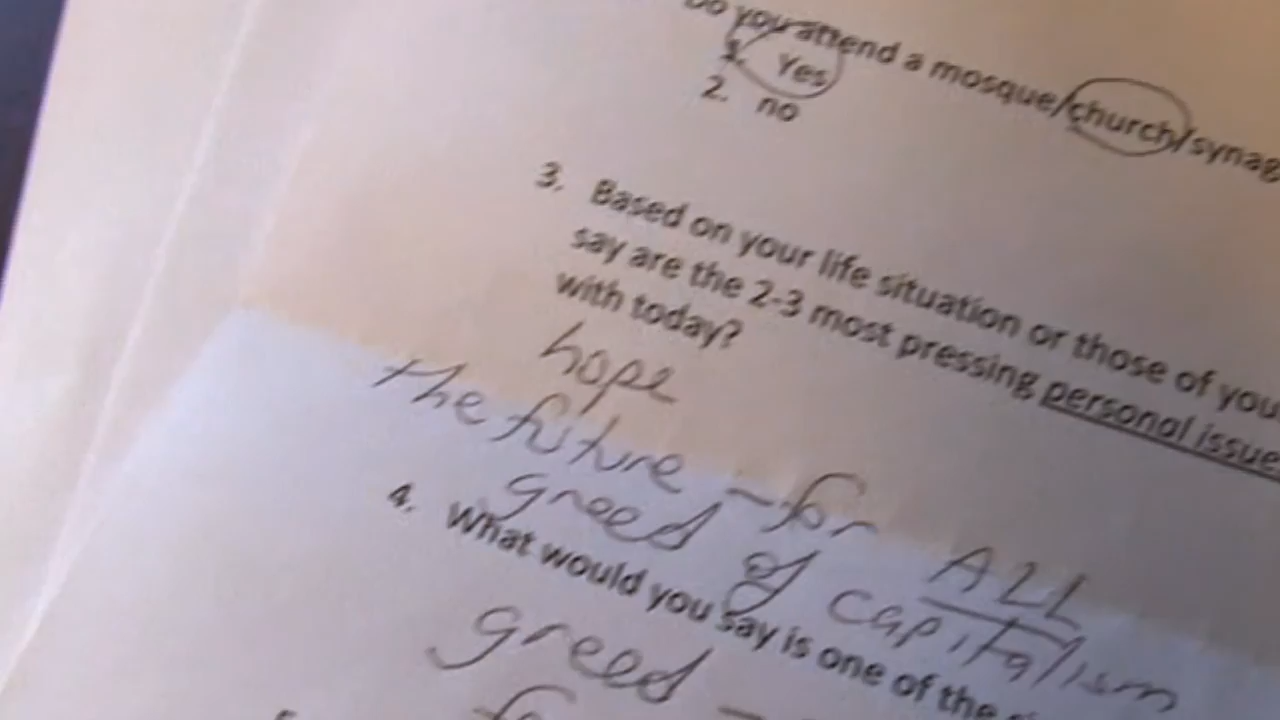 Do you attend a mosque/church/synag
1. Yes
2. no
3. Based on your life situation or those of you
say are the 2-3 most pressing personal issue
with today?
hope
the future - for ALL
greed of capitalism
4. What would you say is one of the
greed -